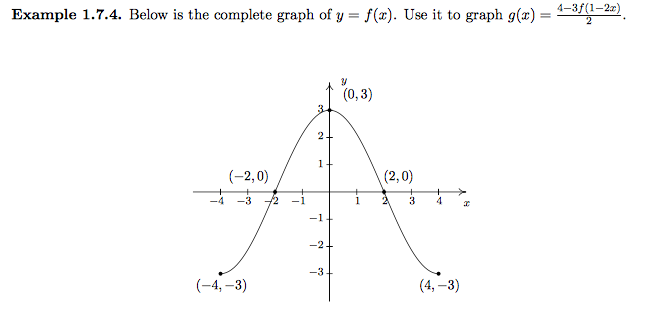 Example 1.7.4. Below is the complete graph of y = f(x). Use it to graph g(x) = \frac{4-3f(1-2x)}{2}.
y
(0, 3)
3
2
1
(−2, 0) (2, 0)
−4 −3 −2 −1 1 2 3 4 x
−1
−2
−3
(−4, −3) (4, −3)